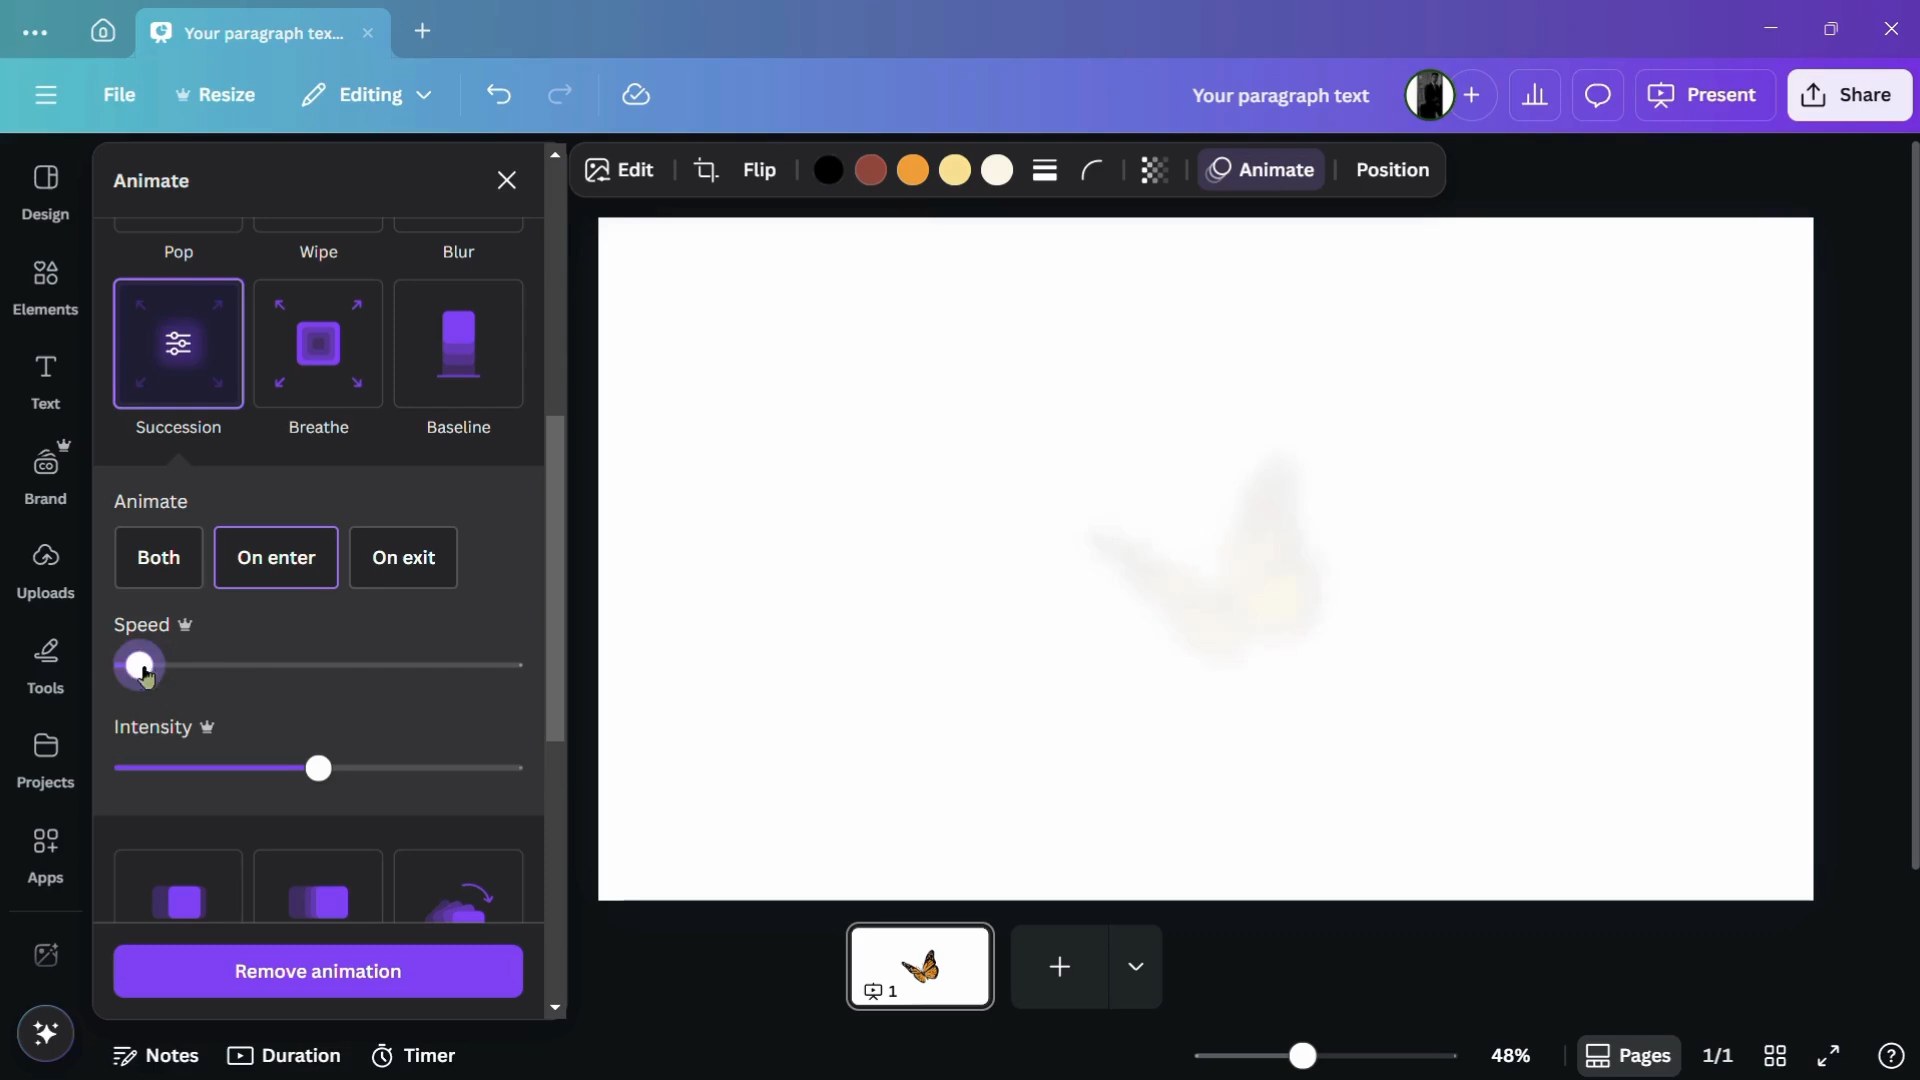 Your paragraph tex...
File
Resize
Editing
Your paragraph text
Present
Share
Design
Elements
Text
CO
Brand
Uploads
Tools
Projects
Apps
Animate
Pop
Wipe
Blur
Succession
Breathe
Baseline
Animate
Both
On enter
On exit
Speed
Intensity
Remove animation
Edit
Flip
Animate
Position
1
Notes
Duration
Timer
48%
Pages
1/1